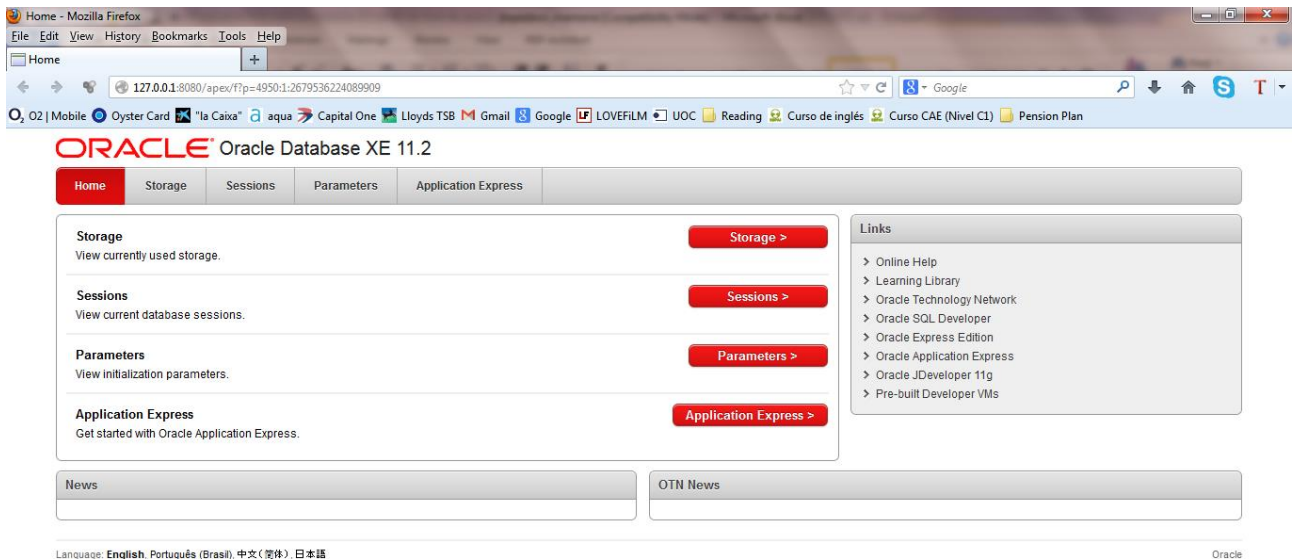 Home - Mozilla Firefox
File Edit View History Bookmarks Tools Help
Home
127.0.0.1:8080/apex/f?p=4950:1:2679536224089909
Google
O2 | Mobile Oyster Card "la Caixa" aqua Capital One Lloyds TSB Gmail Google LOVEFiLM UOC Reading Curso de inglés Curso CAE (Nivel C1) Pension Plan
ORACLE Oracle Database XE 11.2
Home Storage Sessions Parameters Application Express
Storage
View currently used storage.
Storage >
Sessions
View current database sessions.
Sessions >
Parameters
View initialization parameters.
Parameters >
Application Express
Get started with Oracle Application Express.
Application Express >
Links
Online Help
Learning Library
Oracle Technology Network
Oracle SQL Developer
Oracle Express Edition
Oracle Application Express
Oracle JDeveloper 11g
Pre-built Developer VMs
News
OTN News
Language: English, Português (Brasil), 中文(简体), 日本語
Oracle